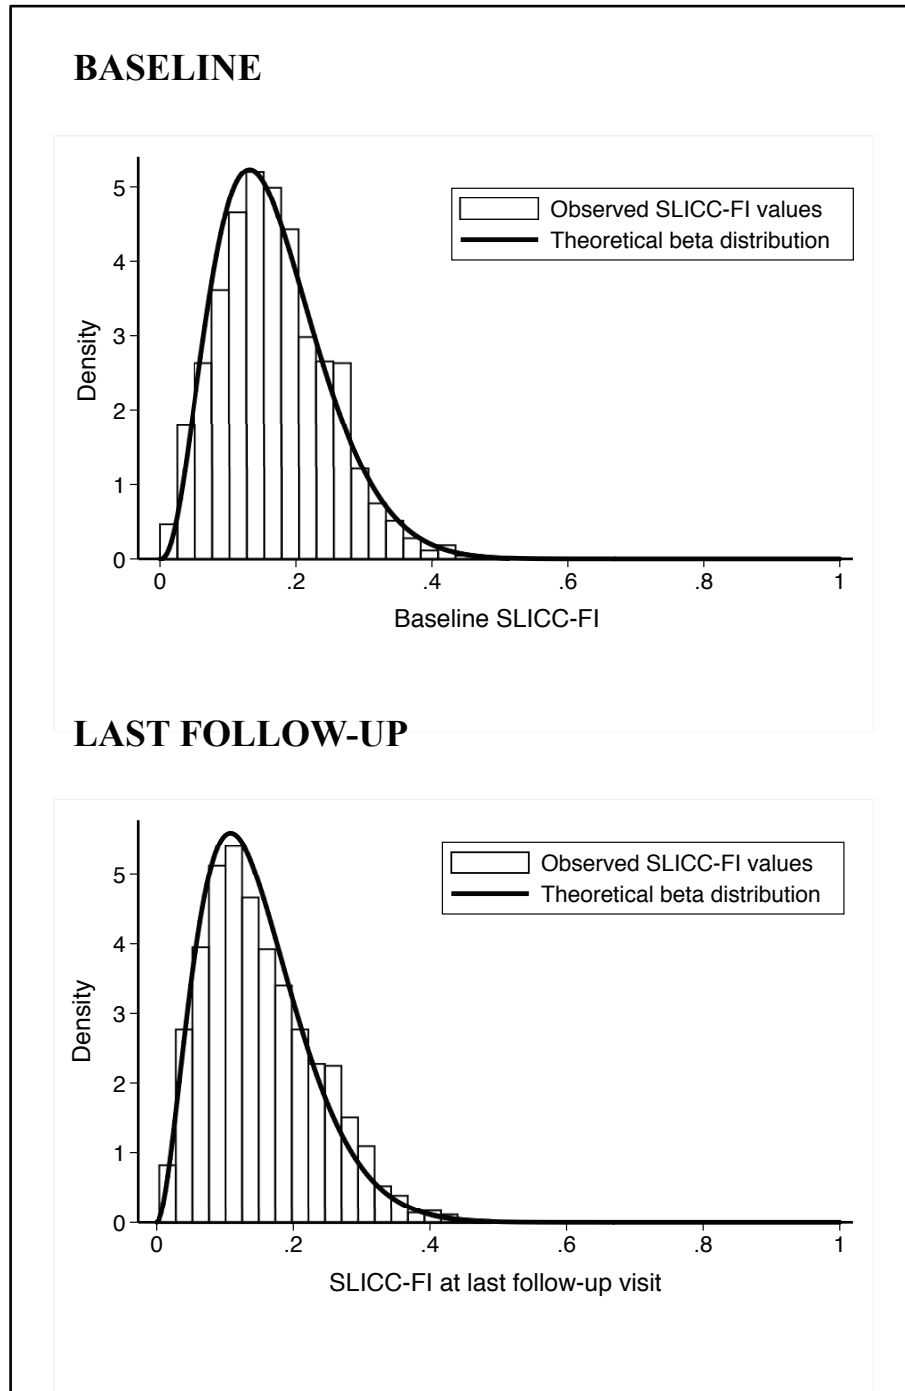 BASELINE
Observed SLICC-FI values
Theoretical beta distribution
Density
5
4
3
2
1
0
0 .2 .4 .6 .8 1
Baseline SLICC-FI
LAST FOLLOW-UP
Observed SLICC-FI values
Theoretical beta distribution
Density
5
4
3
2
1
0
0 .2 .4 .6 .8 1
SLICC-FI at last follow-up visit